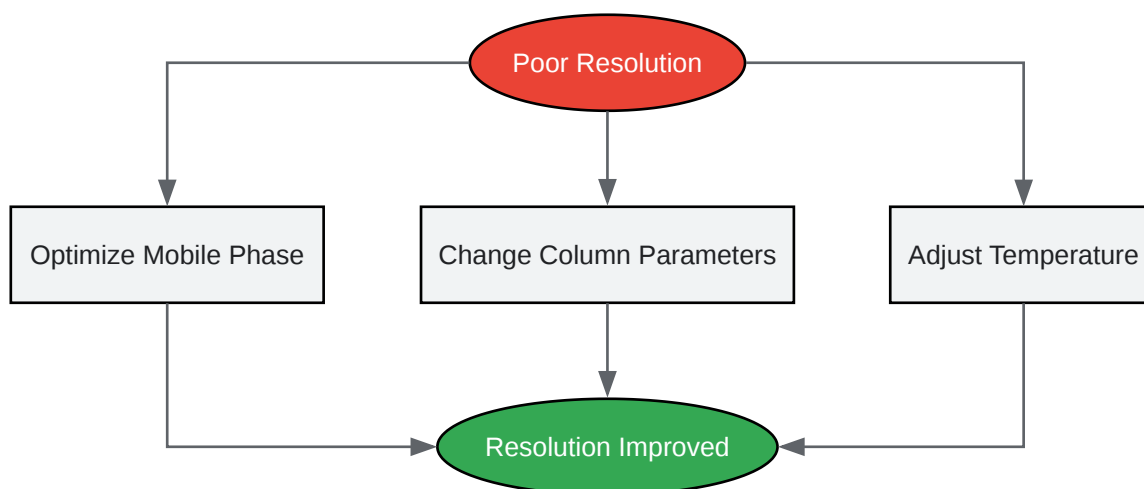 Poor Resolution
Optimize Mobile Phase
Change Column Parameters
Adjust Temperature
Resolution Improved